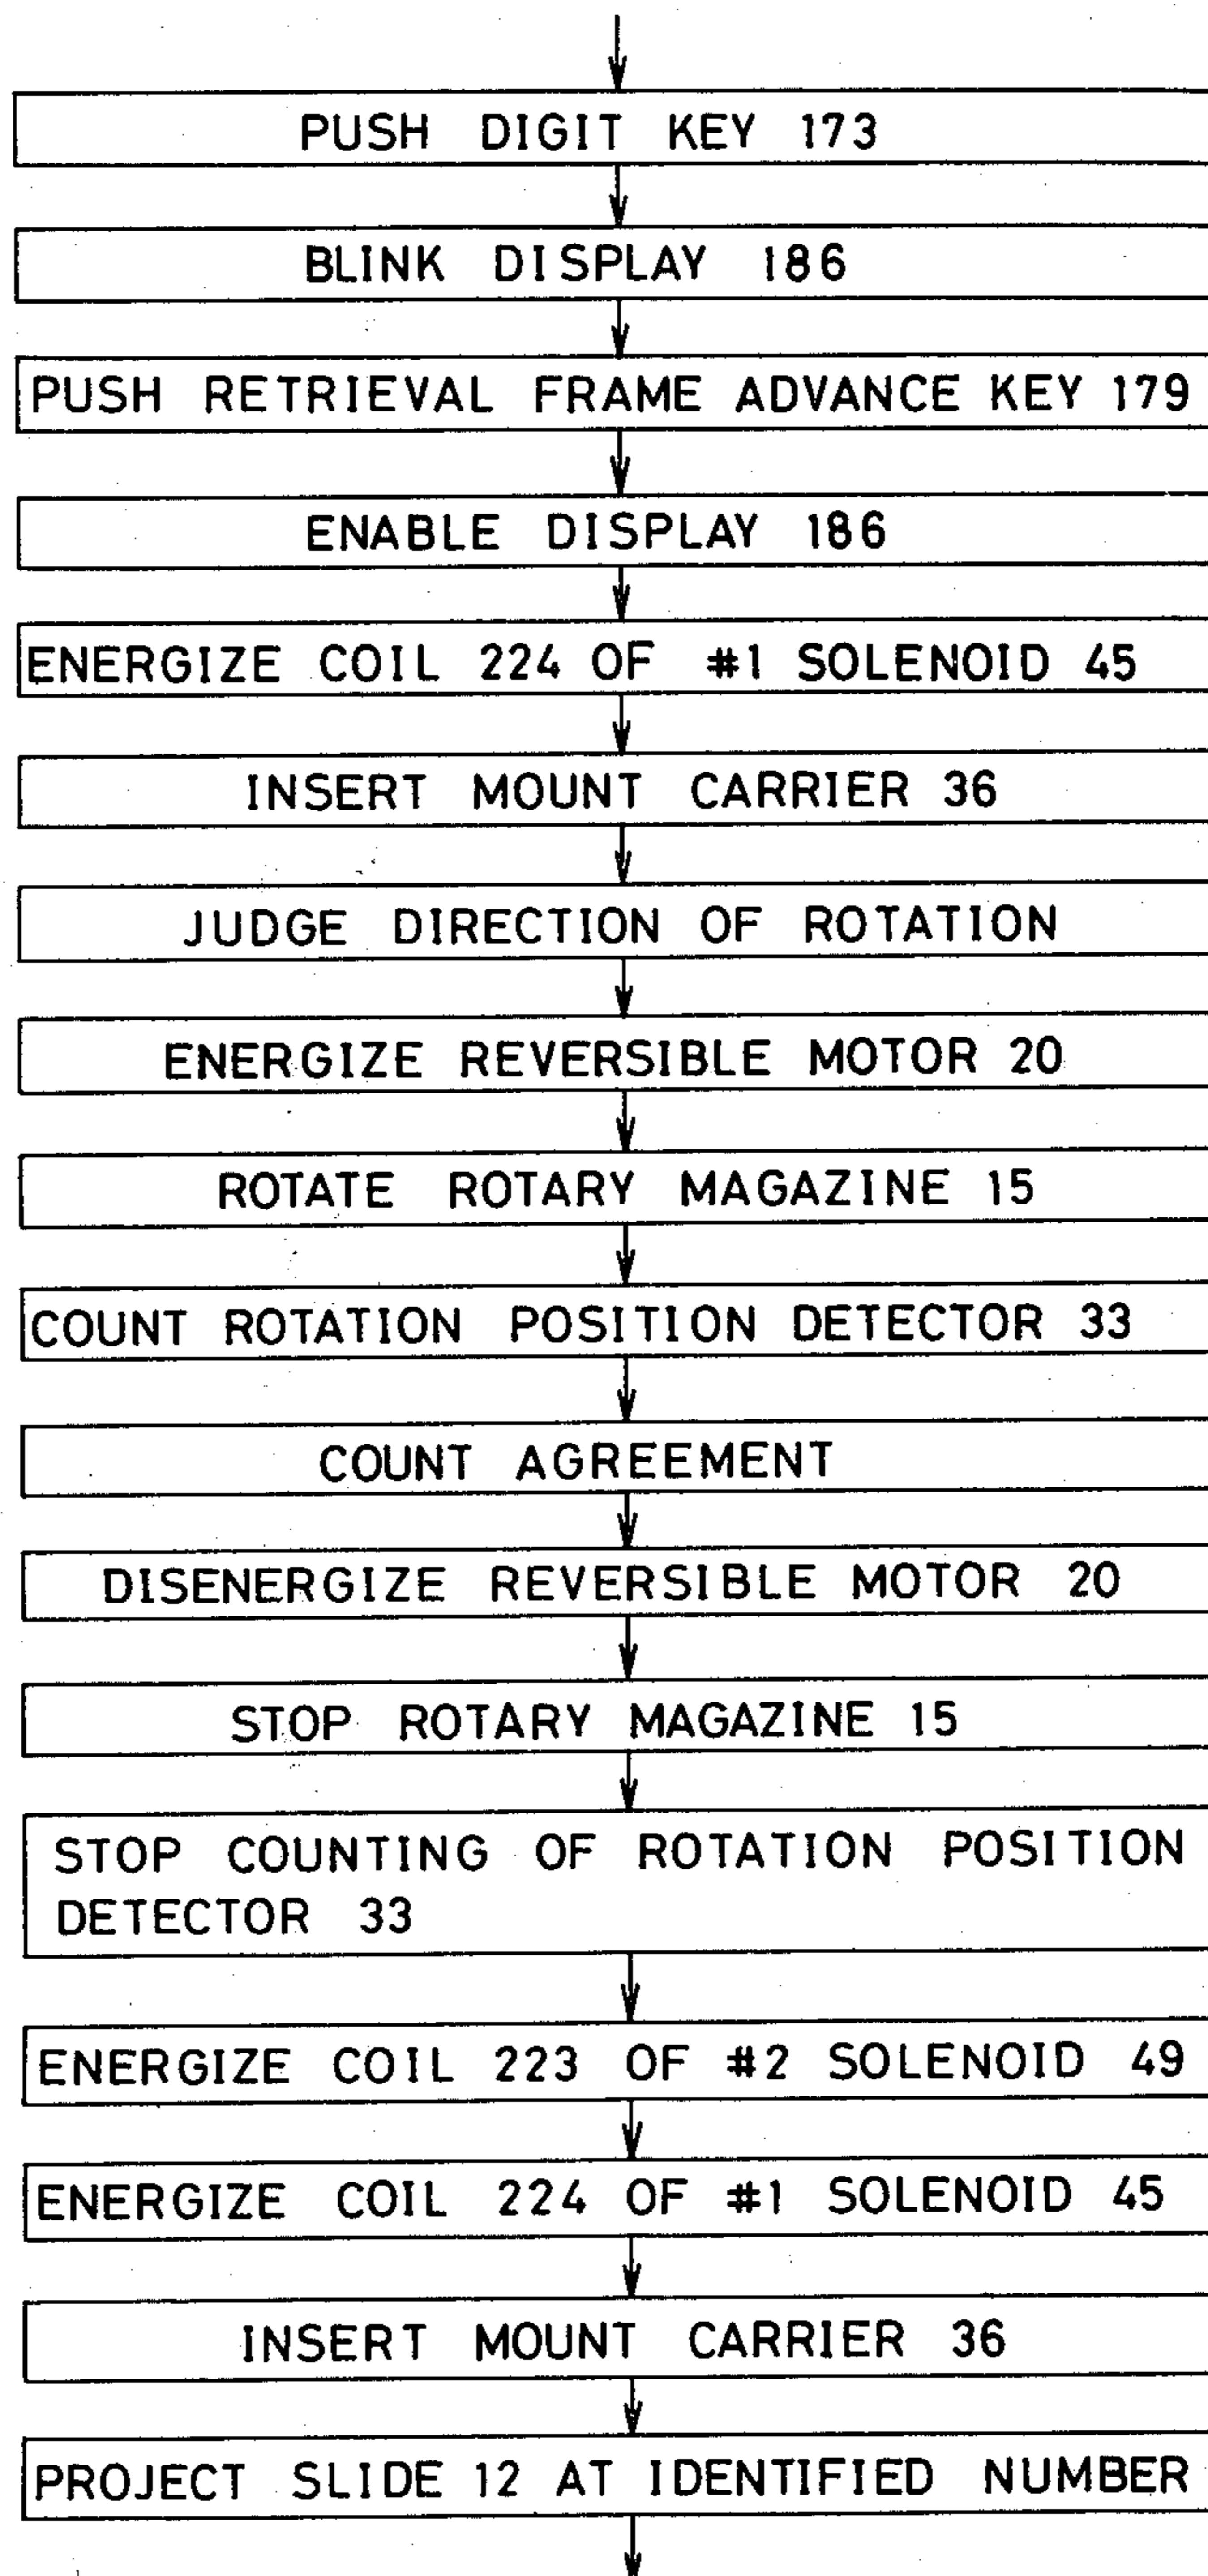 PUSH DIGIT KEY 173
BLINK DISPLAY 186
PUSH RETRIEVAL FRAME ADVANCE KEY 179
ENABLE DISPLAY 186
ENERGIZE COIL 224 OF #1 SOLENOID 45
INSERT MOUNT CARRIER 36
JUDGE DIRECTION OF ROTATION
ENERGIZE REVERSIBLE MOTOR 20
ROTATE ROTARY MAGAZINE 15
COUNT ROTATION POSITION DETECTOR 33
COUNT AGREEMENT
DISENERGIZE REVERSIBLE MOTOR 20
STOP ROTARY MAGAZINE 15
STOP COUNTING OF ROTATION POSITION
DETECTOR 33
ENERGIZE COIL 223 OF #2 SOLENOID 49
ENERGIZE COIL 224 OF #1 SOLENOID 45
INSERT MOUNT CARRIER 36
PROJECT SLIDE 12 AT IDENTIFIED NUMBER